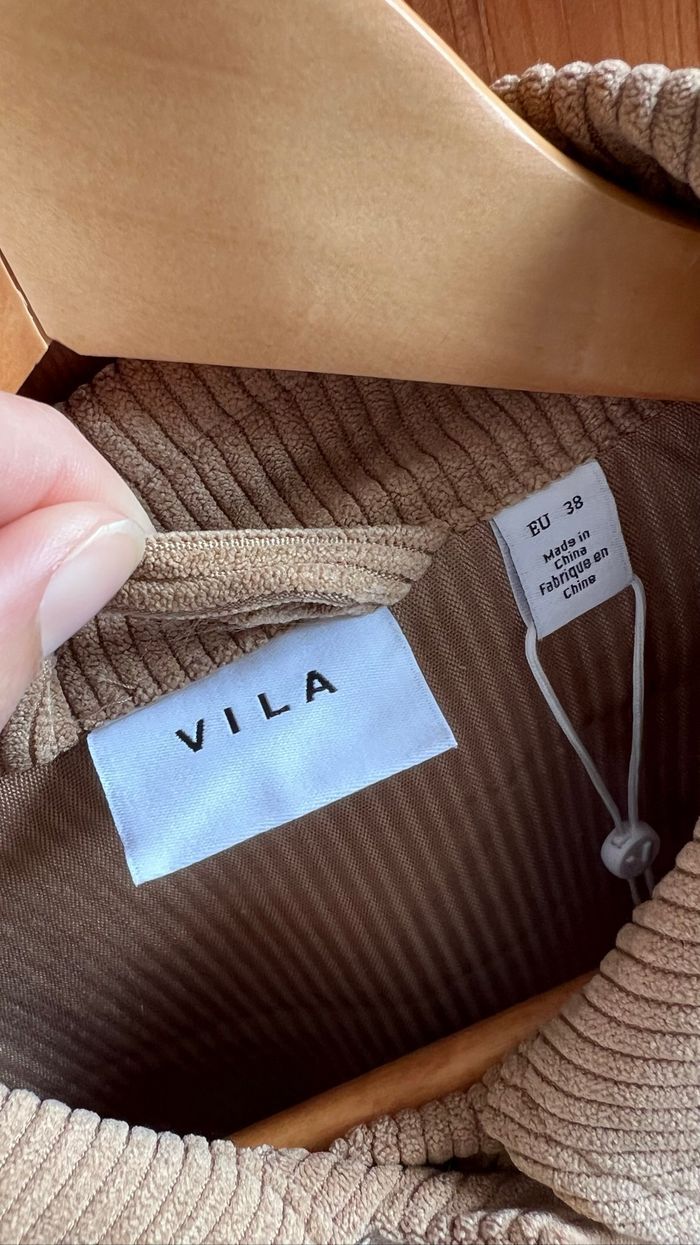 VILA
EU 38
Made in
China
Fabriqué en
Chine